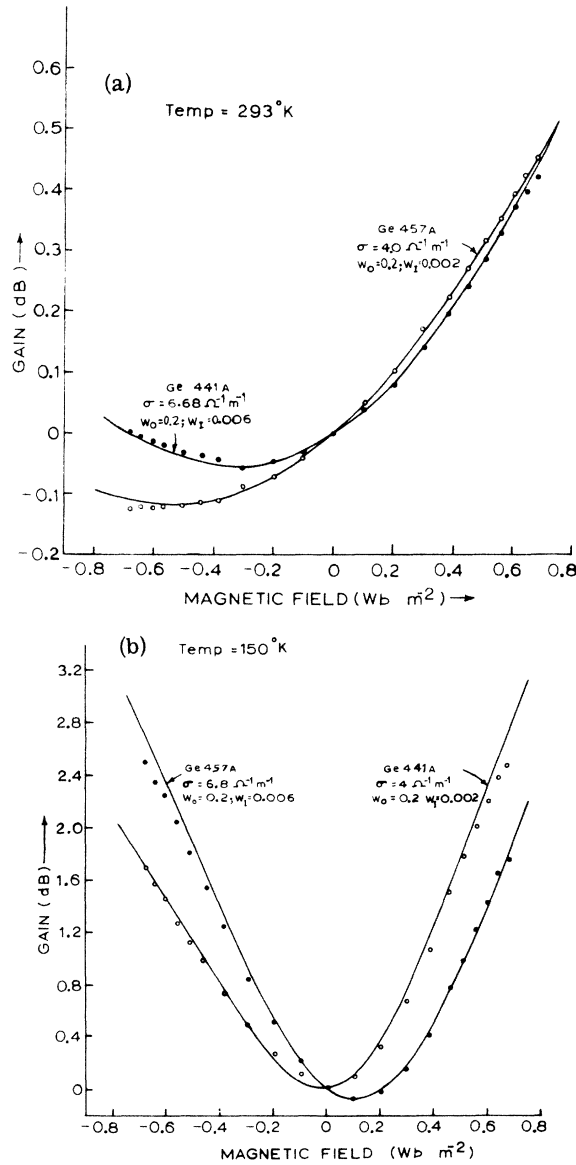 (a)
Temp = 293°K
0.6
0.5
0.4
0.3
0.2
0.1
0
-0.1
-0.2
GAIN (dB)
Ge 457A
σ = 4.0 Ω⁻¹ m⁻¹
W₀=0.2; W_I=0.002
Ge 441A
σ = 6.68 Ω⁻¹ m⁻¹
W₀=0.2; W_I=0.006
-0.8 -0.6 -0.4 -0.2 0 0.2 0.4 0.6 0.8
MAGNETIC FIELD (Wb m⁻²)
(b)
Temp = 150°K
3.2
2.8
2.4
2.0
1.6
1.2
0.8
0.4
0
GAIN (dB)
Ge 457A
σ = 6.8 Ω⁻¹ m⁻¹
W₀= 0.2; W_I=0.006
Ge 441A
σ = 4 Ω⁻¹ m⁻¹
W₀ = 0.2 W_I=0.002
-0.8 -0.6 -0.4 -0.2 0 0.2 0.4 0.6 0.8
MAGNETIC FIELD (Wb m⁻²)